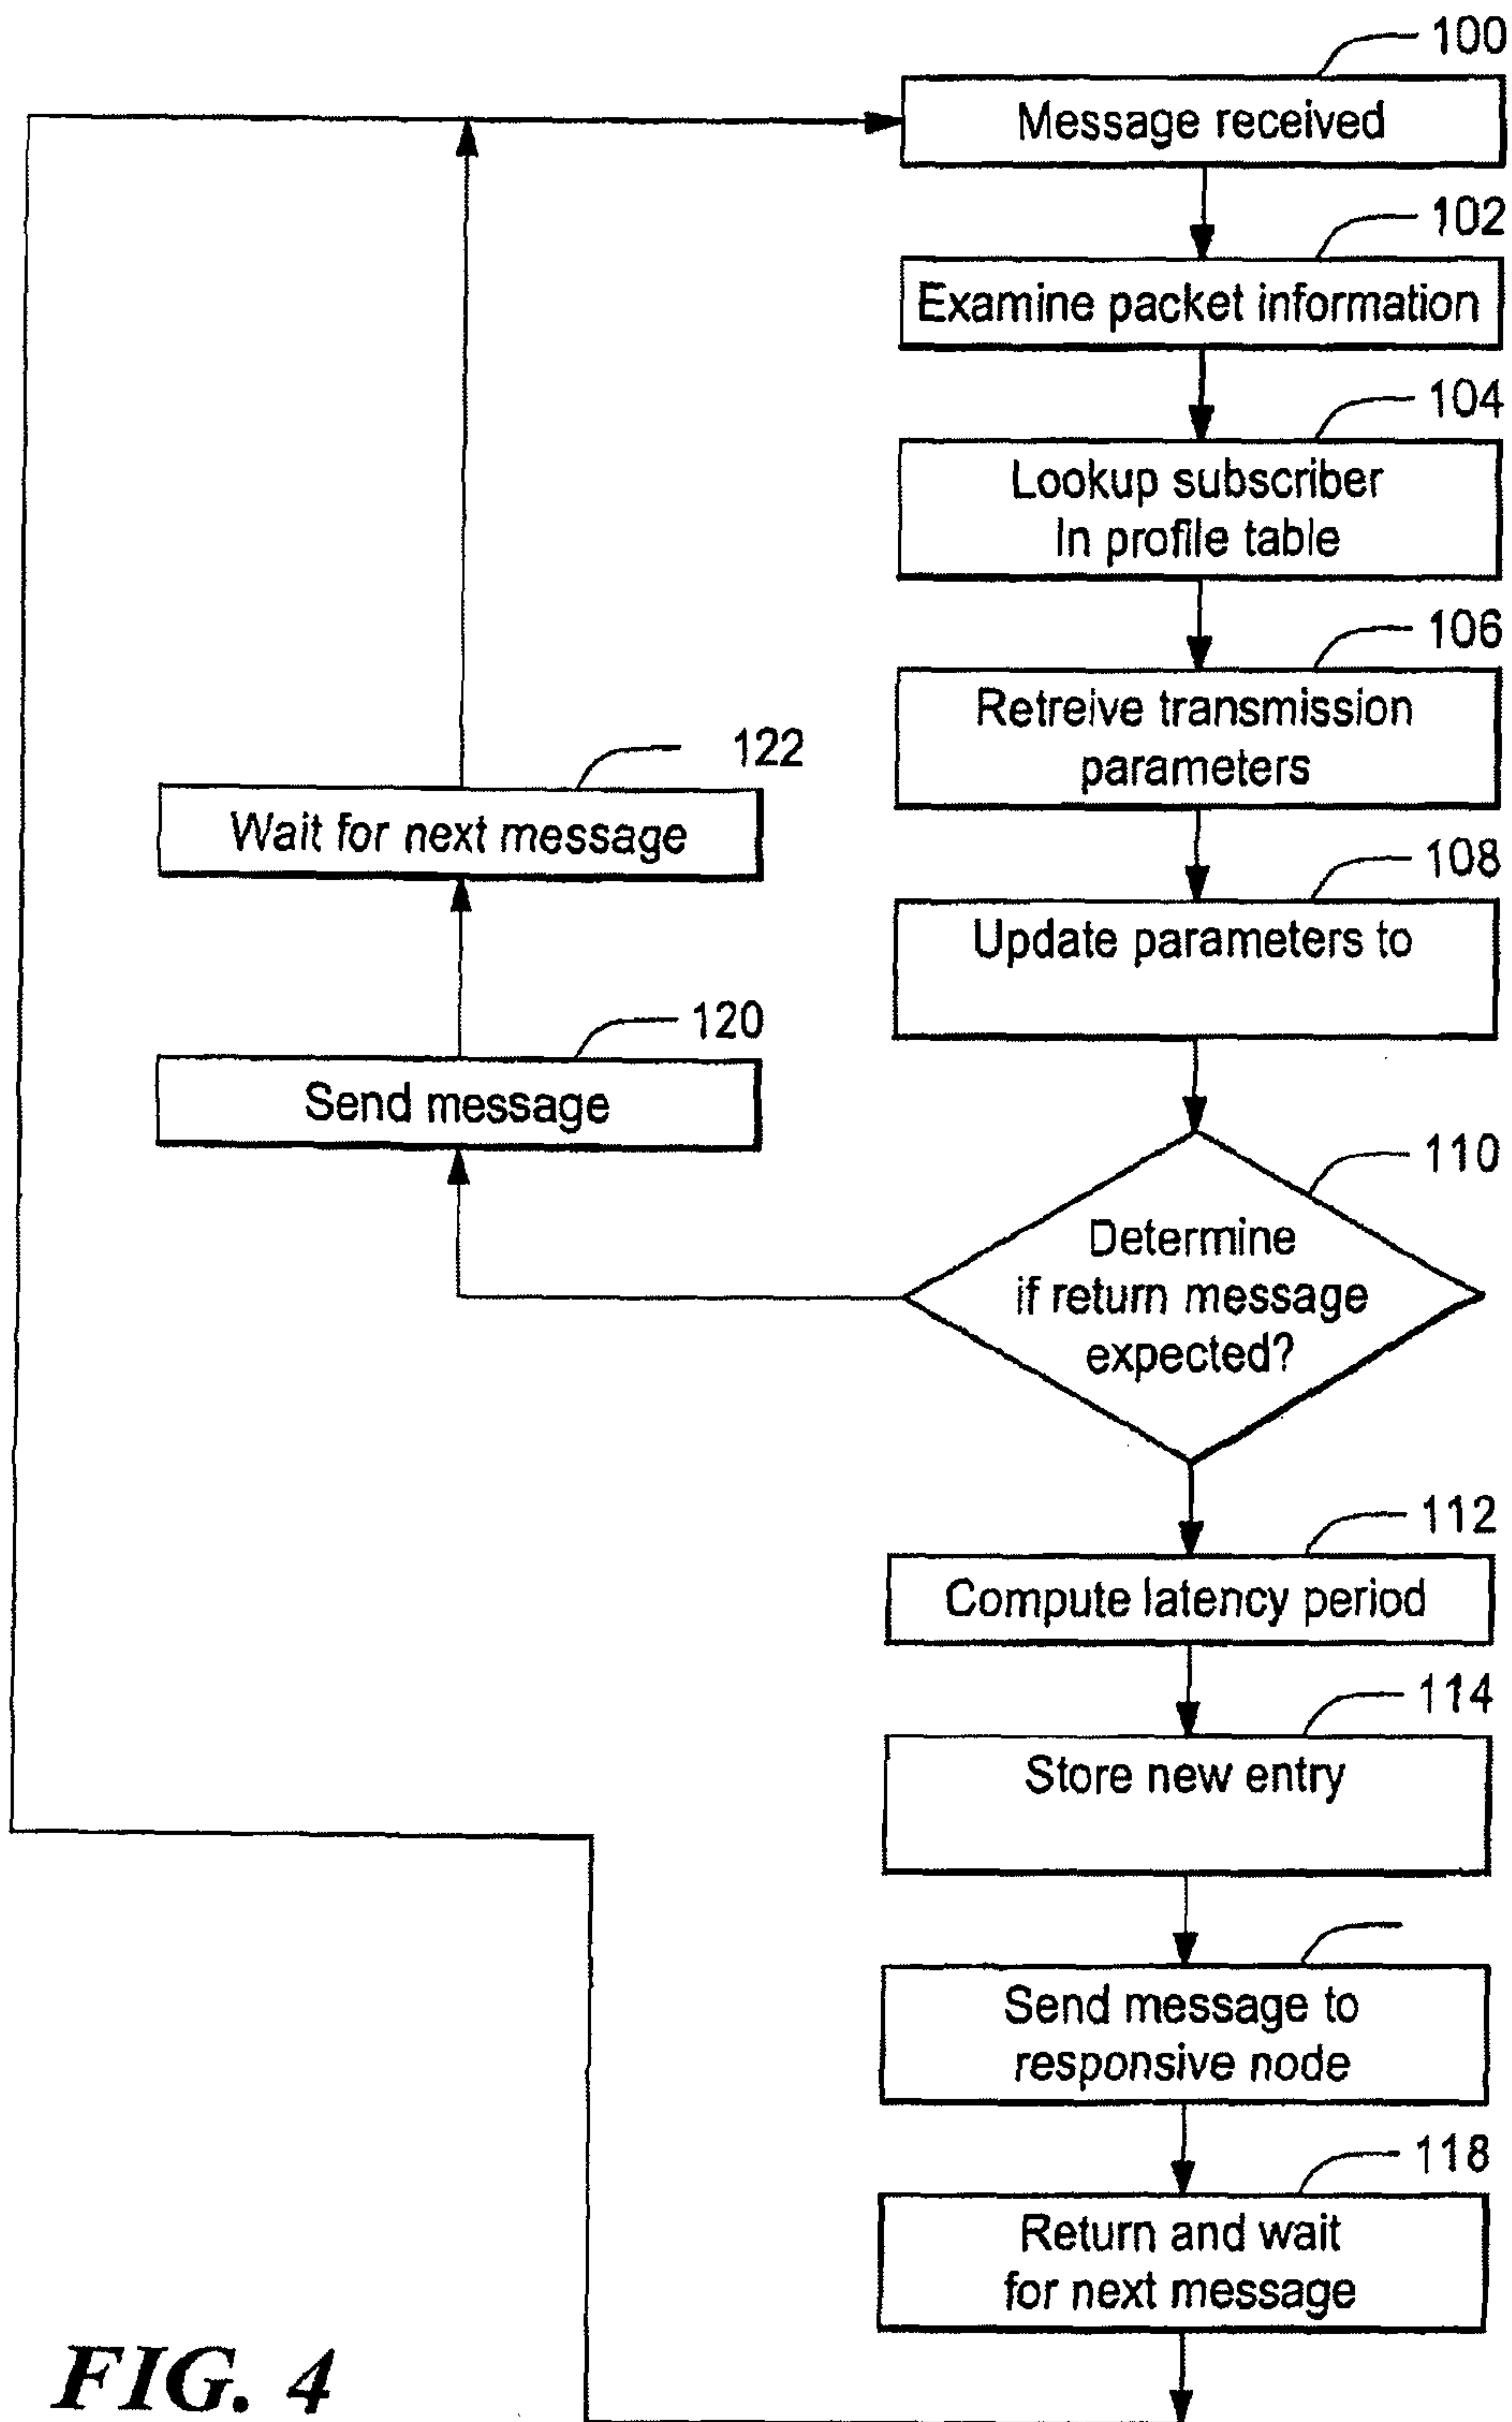 100
Message received
102
Examine packet information
104
Lookup subscriber
In profile table
106
Retreive transmission
parameters
108
Update parameters to
110
Determine
if return message
expected?
112
Compute latency period
114
Store new entry
Send message to
responsive node
118
Return and wait
for next message
122
Wait for next message
120
Send message
FIG. 4